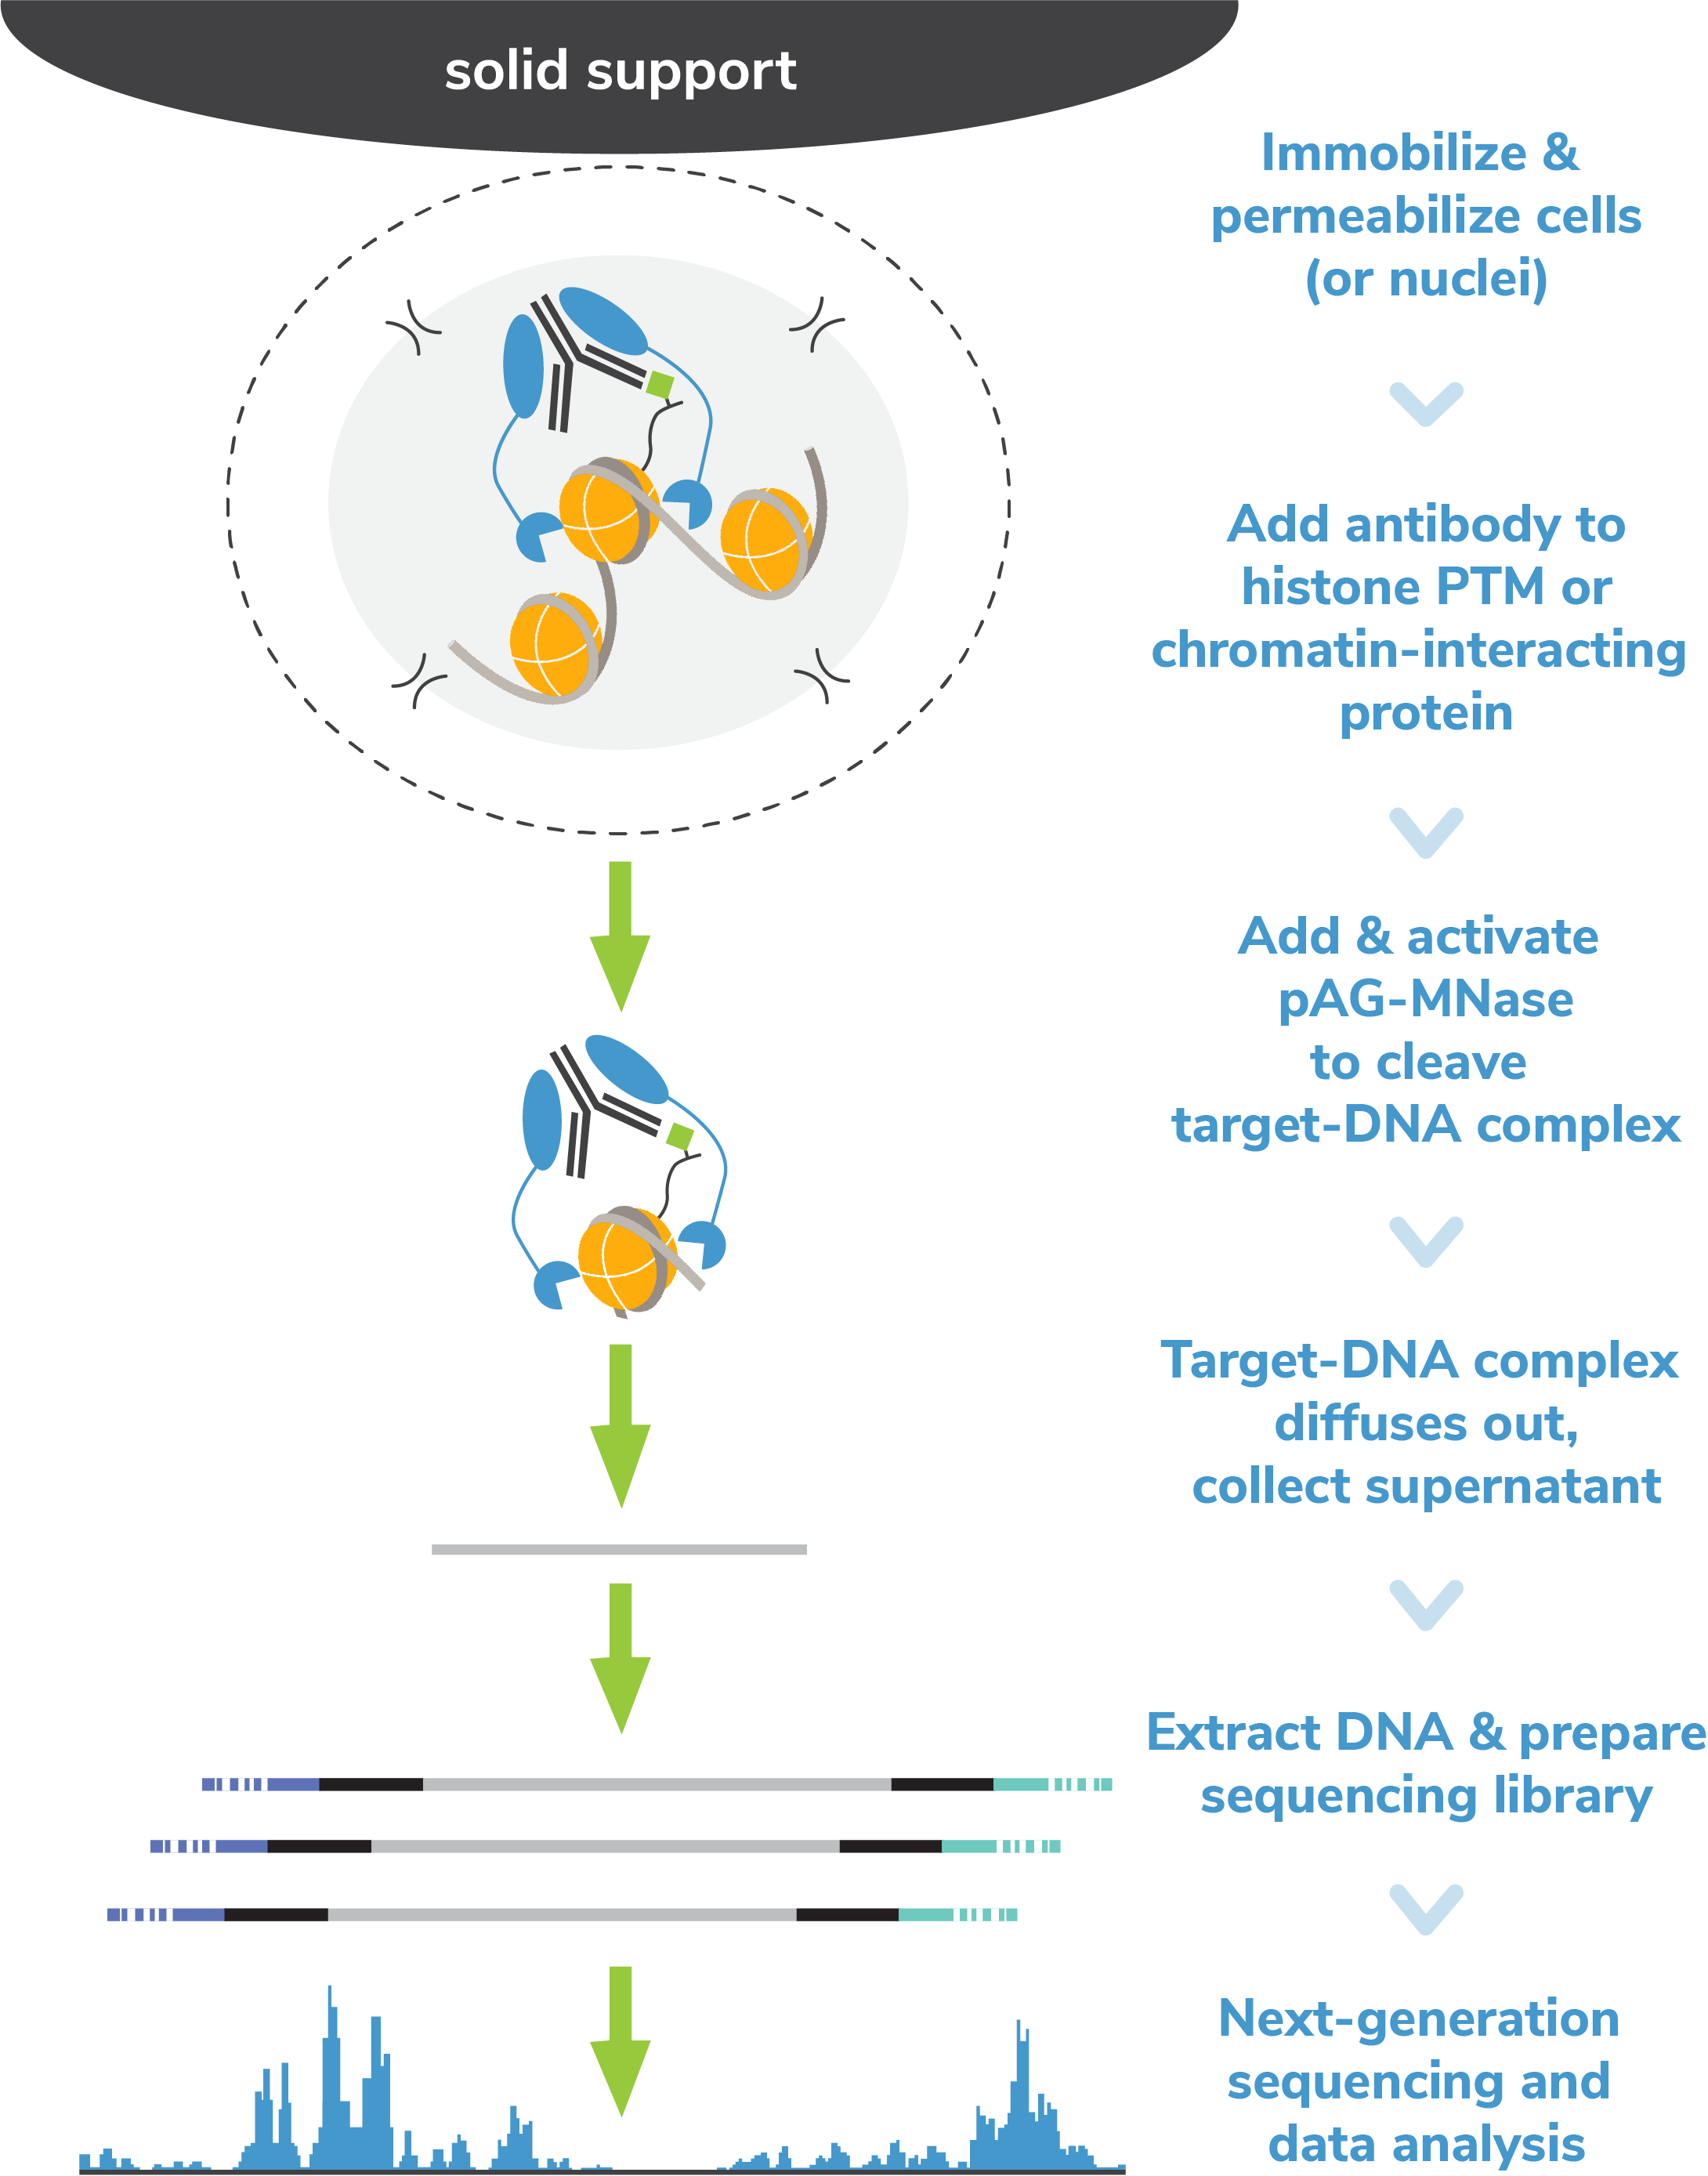 solid support
Immobilize &
permeabilize cells
(or nuclei)
Add antibody to
histone PTM or
chromatin-interacting
protein
Add & activate
pAG-MNase
to cleave
target-DNA complex
Target-DNA complex
diffuses out,
collect supernatant
Extract DNA & prepare
sequencing library
Next-generation
sequencing and
data analysis